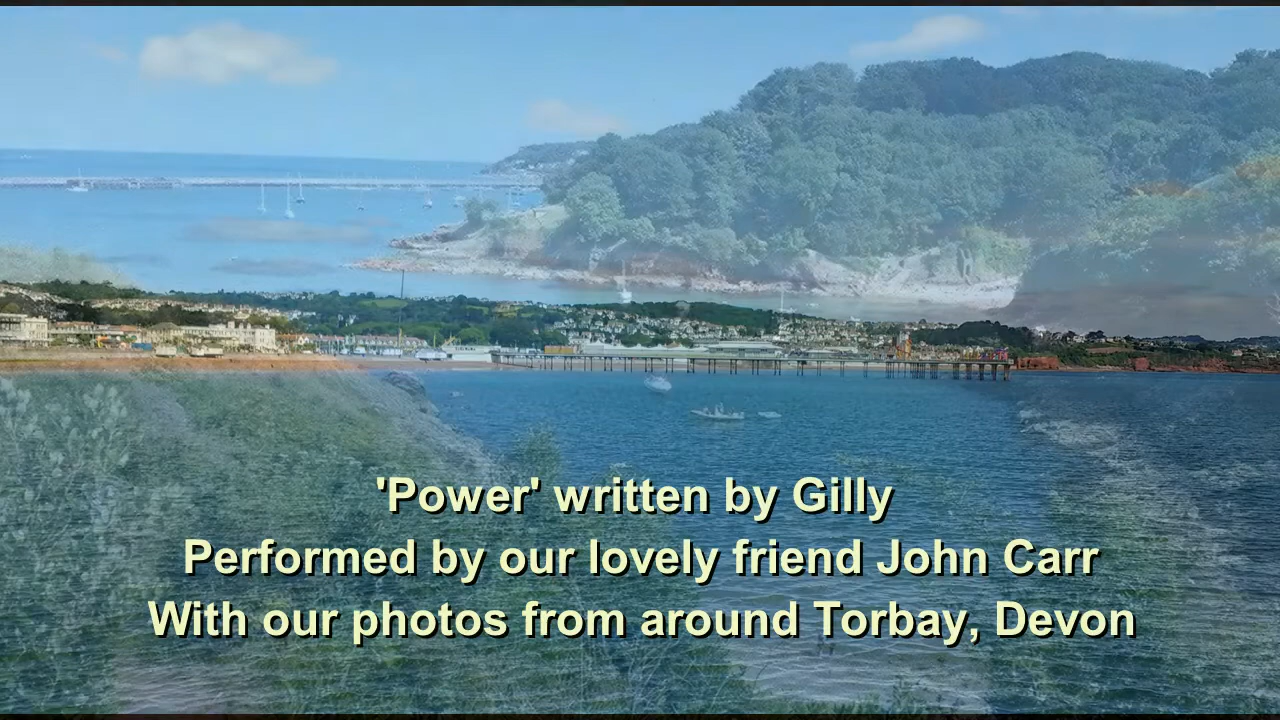 'Power' written by Gilly
Performed by our lovely friend John Carr
With our photos from around Torbay, Devon